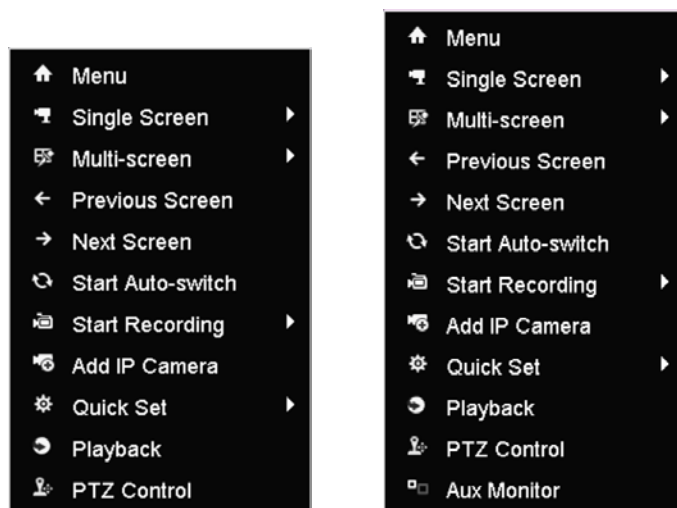 Menu
Single Screen
Multi-screen
Previous Screen
Next Screen
Start Auto-switch
Start Recording
Add IP Camera
Quick Set
Playback
PTZ Control
Menu
Single Screen
Multi-screen
Previous Screen
Next Screen
Start Auto-switch
Start Recording
Add IP Camera
Quick Set
Playback
PTZ Control
Aux Monitor